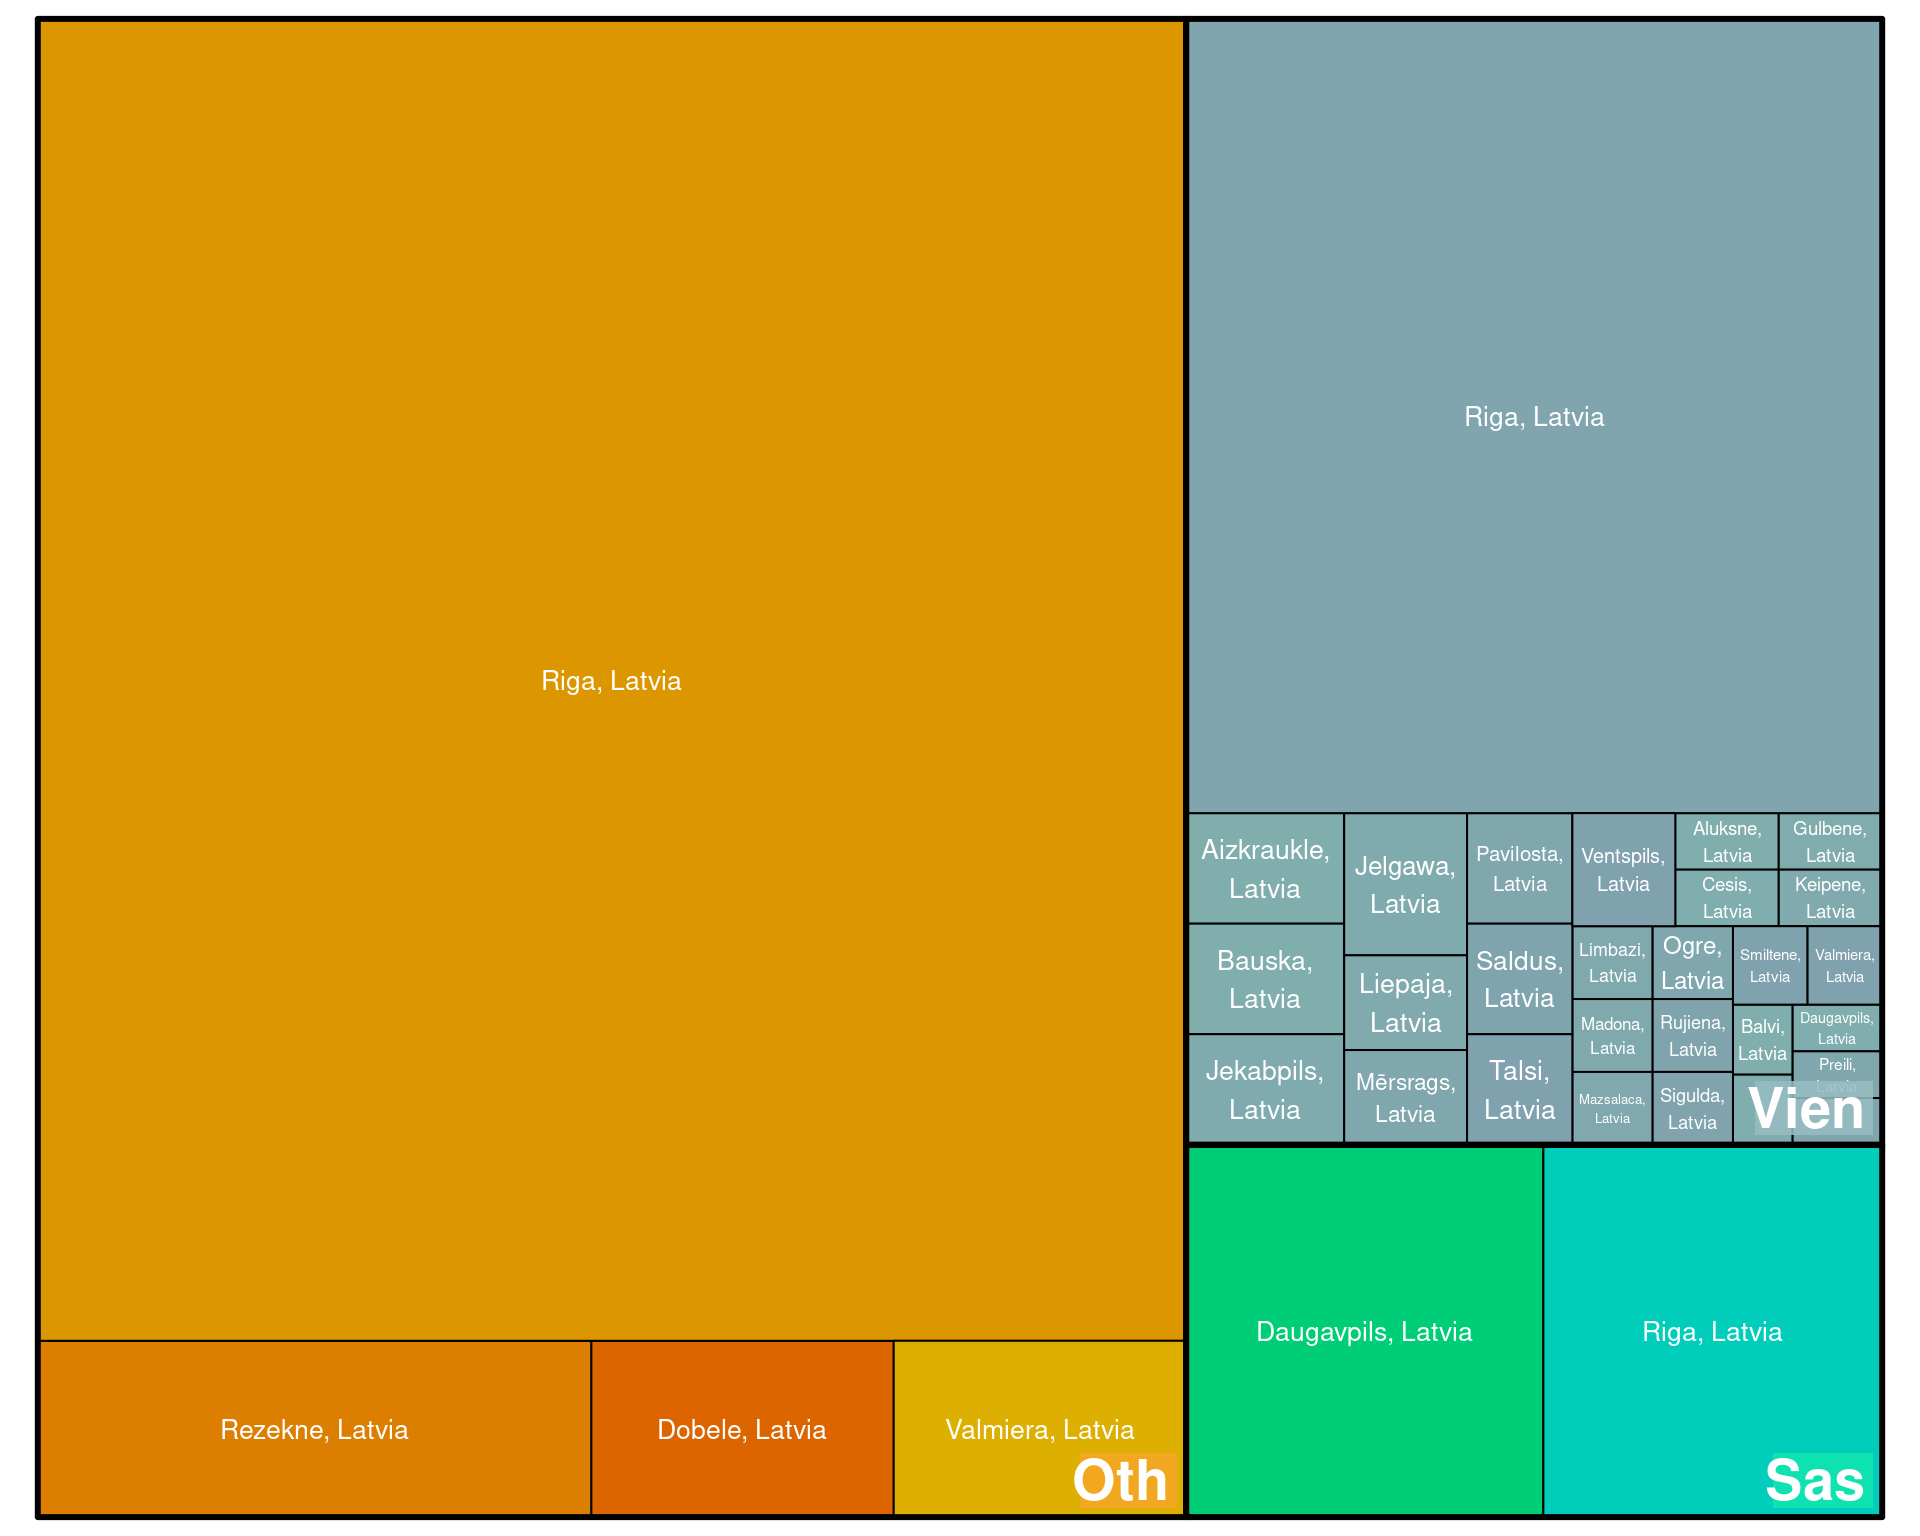 Riga, Latvia
Rezekne, Latvia
Dobele, Latvia
Valmiera, Latvia
Oth
Riga, Latvia
Aizkraukle,
Latvia
Bauska,
Latvia
Jekabpils,
Latvia
Jelgawa,
Latvia
Liepaja,
Latvia
Mērsrags,
Latvia
Pavilosta,
Latvia
Saldus,
Latvia
Talsi,
Latvia
Ventspils,
Latvia
Aluksne,
Latvia
Gulbene,
Latvia
Cesis,
Latvia
Keipene,
Latvia
Limbazi,
Latvia
Madona,
Latvia
Mazsalaca,
Latvia
Ogre,
Latvia
Rujiena,
Latvia
Sigulda,
Latvia
Smiltene,
Latvia
Valmiera,
Latvia
Balvi,
Latvia
Daugavpils,
Latvia
Preili,
Latvia
Vien
Daugavpils, Latvia
Riga, Latvia
Sas